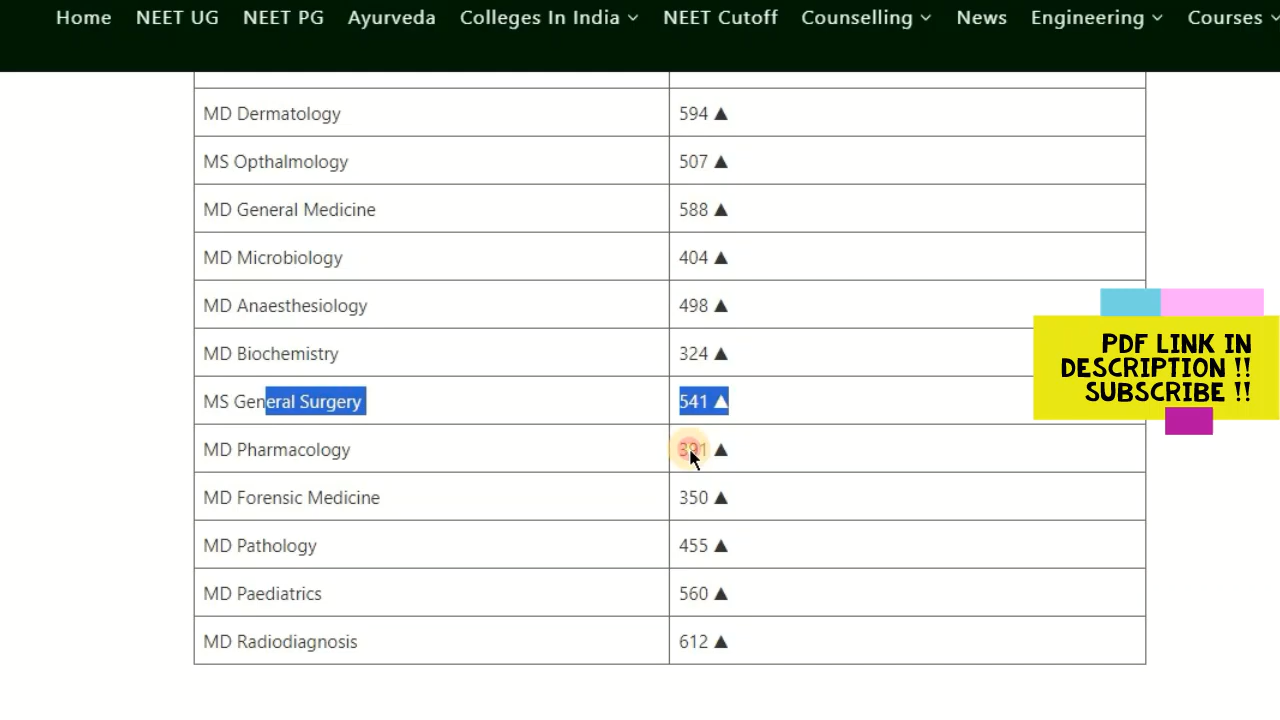 Home NEET UG NEET PG Ayurveda Colleges In India NEET Cutoff Counselling News Engineering Courses
MD Dermatology 594 ▲
MS Opthalmology 507 ▲
MD General Medicine 588 ▲
MD Microbiology 404 ▲
MD Anaesthesiology 498 ▲
MD Biochemistry 324 ▲
MS General Surgery 541 ▲
MD Pharmacology 391 ▲
MD Forensic Medicine 350 ▲
MD Pathology 455 ▲
MD Paediatrics 560 ▲
MD Radiodiagnosis 612 ▲
PDF LINK IN
DESCRIPTION !!
SUBSCRIBE !!